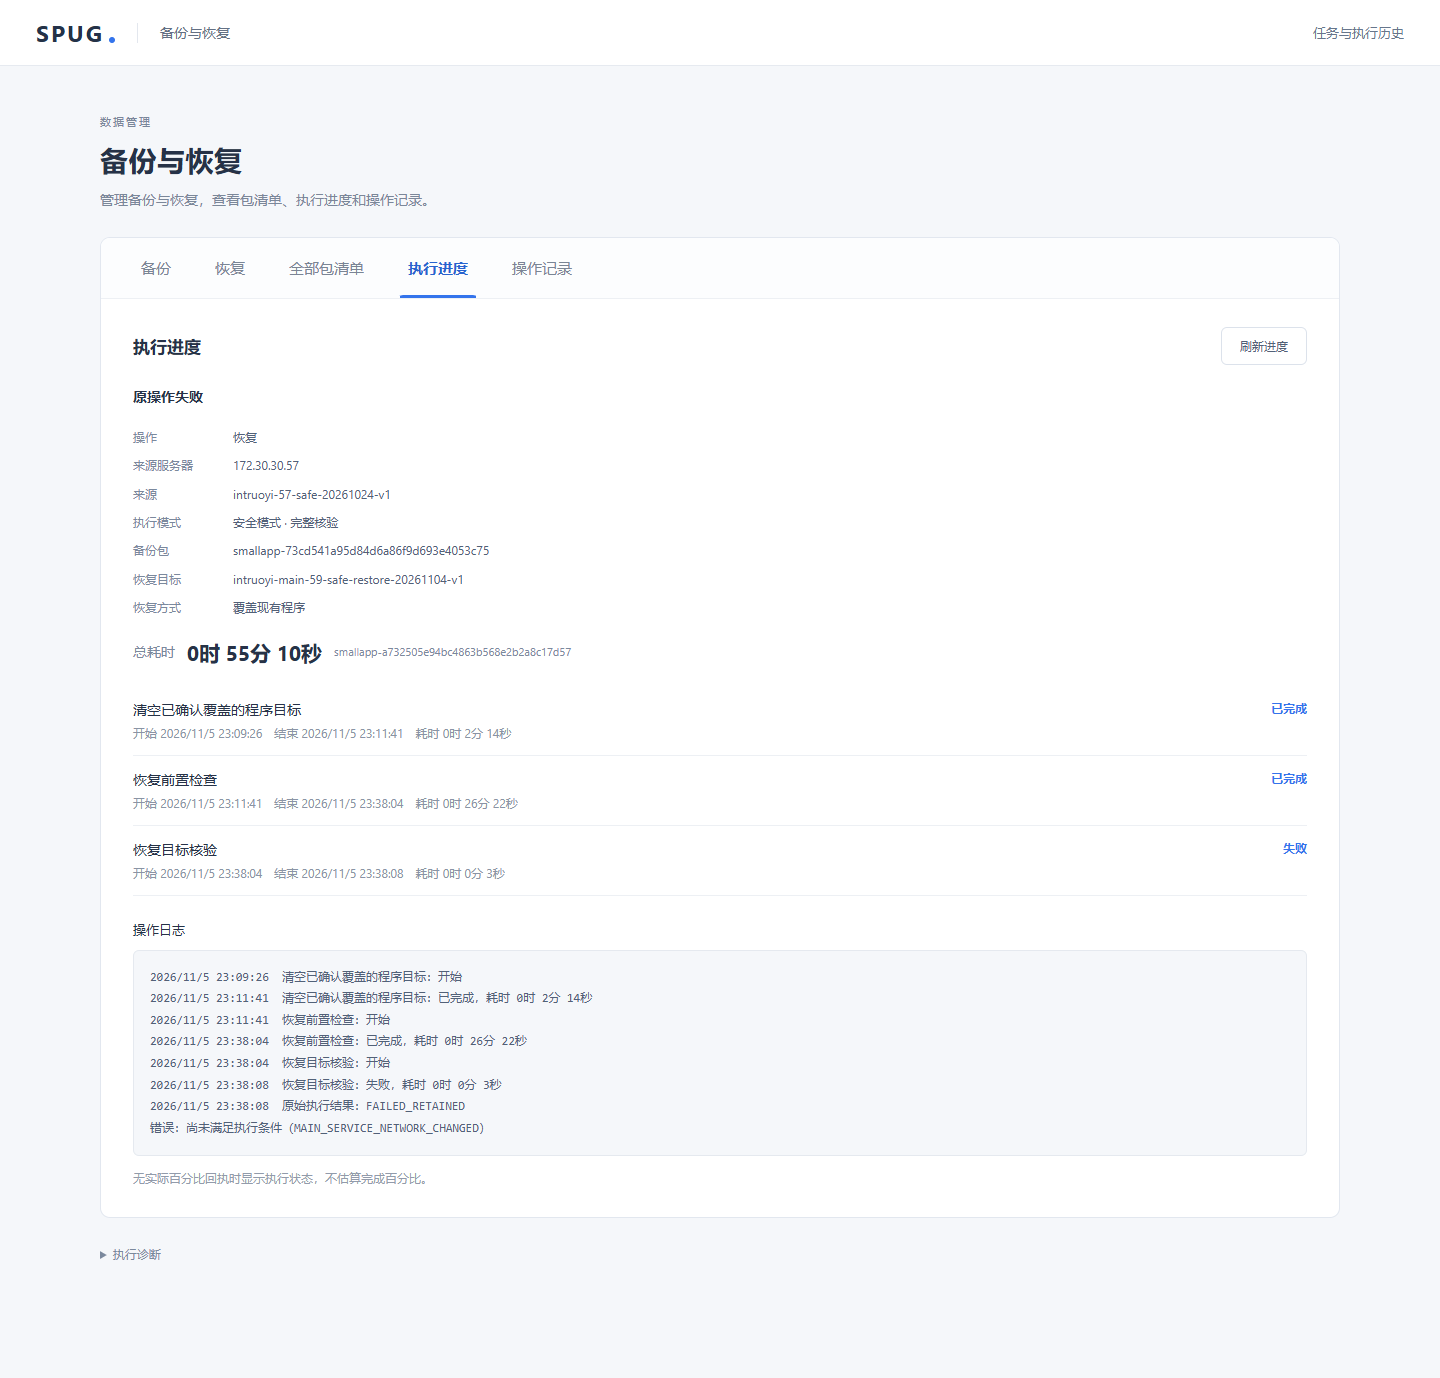 SPUG.
备份与恢复
任务与执行历史
数据管理
备份与恢复
管理备份与恢复，查看包清单、执行进度和操作记录。
备份 恢复 全部包清单 执行进度 操作记录
执行进度
刷新进度
原操作失败
操作 恢复
来源服务器 172.30.30.57
来源 intruoyi-57-safe-20261024-v1
执行模式 安全模式 · 完整核验
备份包 smallapp-73cd541a95d84d6a86f9d693e4053c75
恢复目标 intruoyi-main-59-safe-restore-20261104-v1
恢复方式 覆盖现有程序
总耗时 0时 55分 10秒 smallapp-a732505e94bc4863b568e2b2a8c17d57
清空已确认覆盖的程序目标 已完成
开始 2026/11/5 23:09:26 结束 2026/11/5 23:11:41 耗时 0时 2分 14秒
恢复前置检查 已完成
开始 2026/11/5 23:11:41 结束 2026/11/5 23:38:04 耗时 0时 26分 22秒
恢复目标核验 失败
开始 2026/11/5 23:38:04 结束 2026/11/5 23:38:08 耗时 0时 0分 3秒
操作日志
2026/11/5 23:09:26 清空已确认覆盖的程序目标：开始
2026/11/5 23:11:41 清空已确认覆盖的程序目标：已完成，耗时 0时 2分 14秒
2026/11/5 23:11:41 恢复前置检查：开始
2026/11/5 23:38:04 恢复前置检查：已完成，耗时 0时 26分 22秒
2026/11/5 23:38:04 恢复目标核验：开始
2026/11/5 23:38:08 恢复目标核验：失败，耗时 0时 0分 3秒
2026/11/5 23:38:08 原始执行结果：FAILED_RETAINED
错误：尚未满足执行条件（MAIN_SERVICE_NETWORK_CHANGED）
无实际百分比回执时显示执行状态，不估算完成百分比。
执行诊断